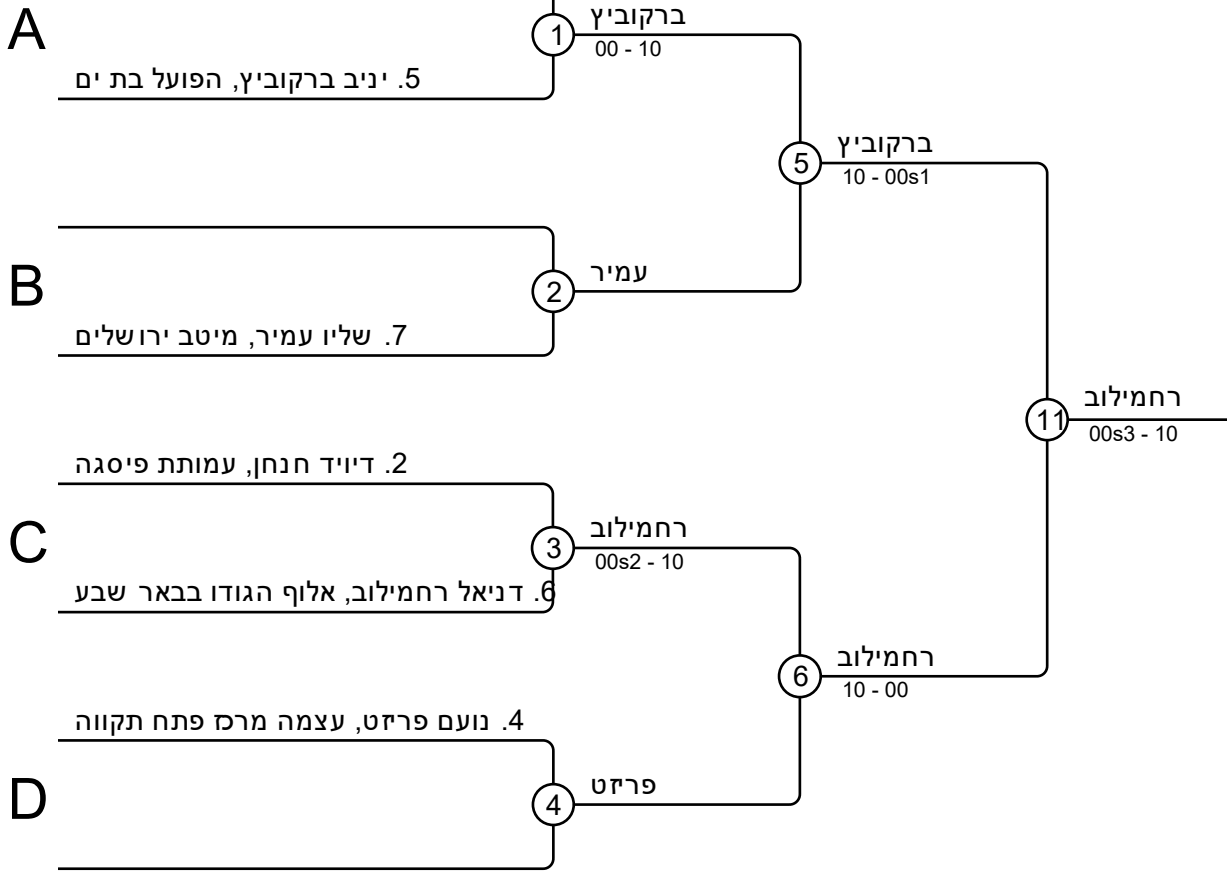 A
1
ברקוביץ
00 - 10
5. יניב ברקוביץ, הפועל בת ים
5
ברקוביץ
10 - 00s1
B
2
עמיר
7. שליו עמיר, מיטב ירושלים
11
רחמילוב
00s3 - 10
2. דיויד חנחן, עמותת פיסגה
C
3
רחמילוב
00s2 - 10
6. דניאל רחמילוב, אלוף הגודו בבאר שבע
6
רחמילוב
10 - 00
4. נועם פריזט, עצמה מרכז פתח תקווה
D
4
פריזט